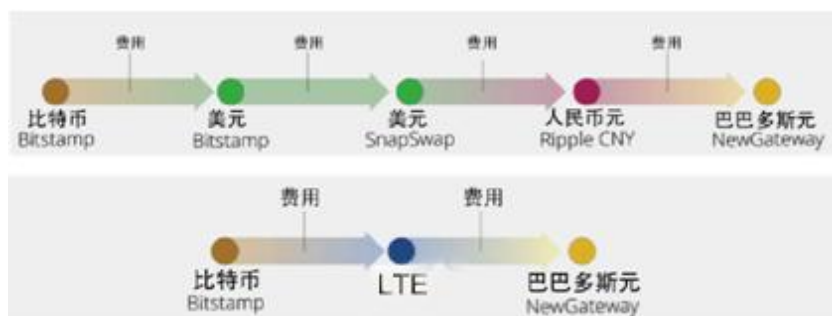 费用 费用 费用 费用
比特币 美元 美元 人民币元 巴巴多斯元
Bitstamp Bitstamp SnapSwap Ripple CNY NewGateway
费用 费用
比特币 LTE 巴巴多斯元
Bitstamp NewGateway